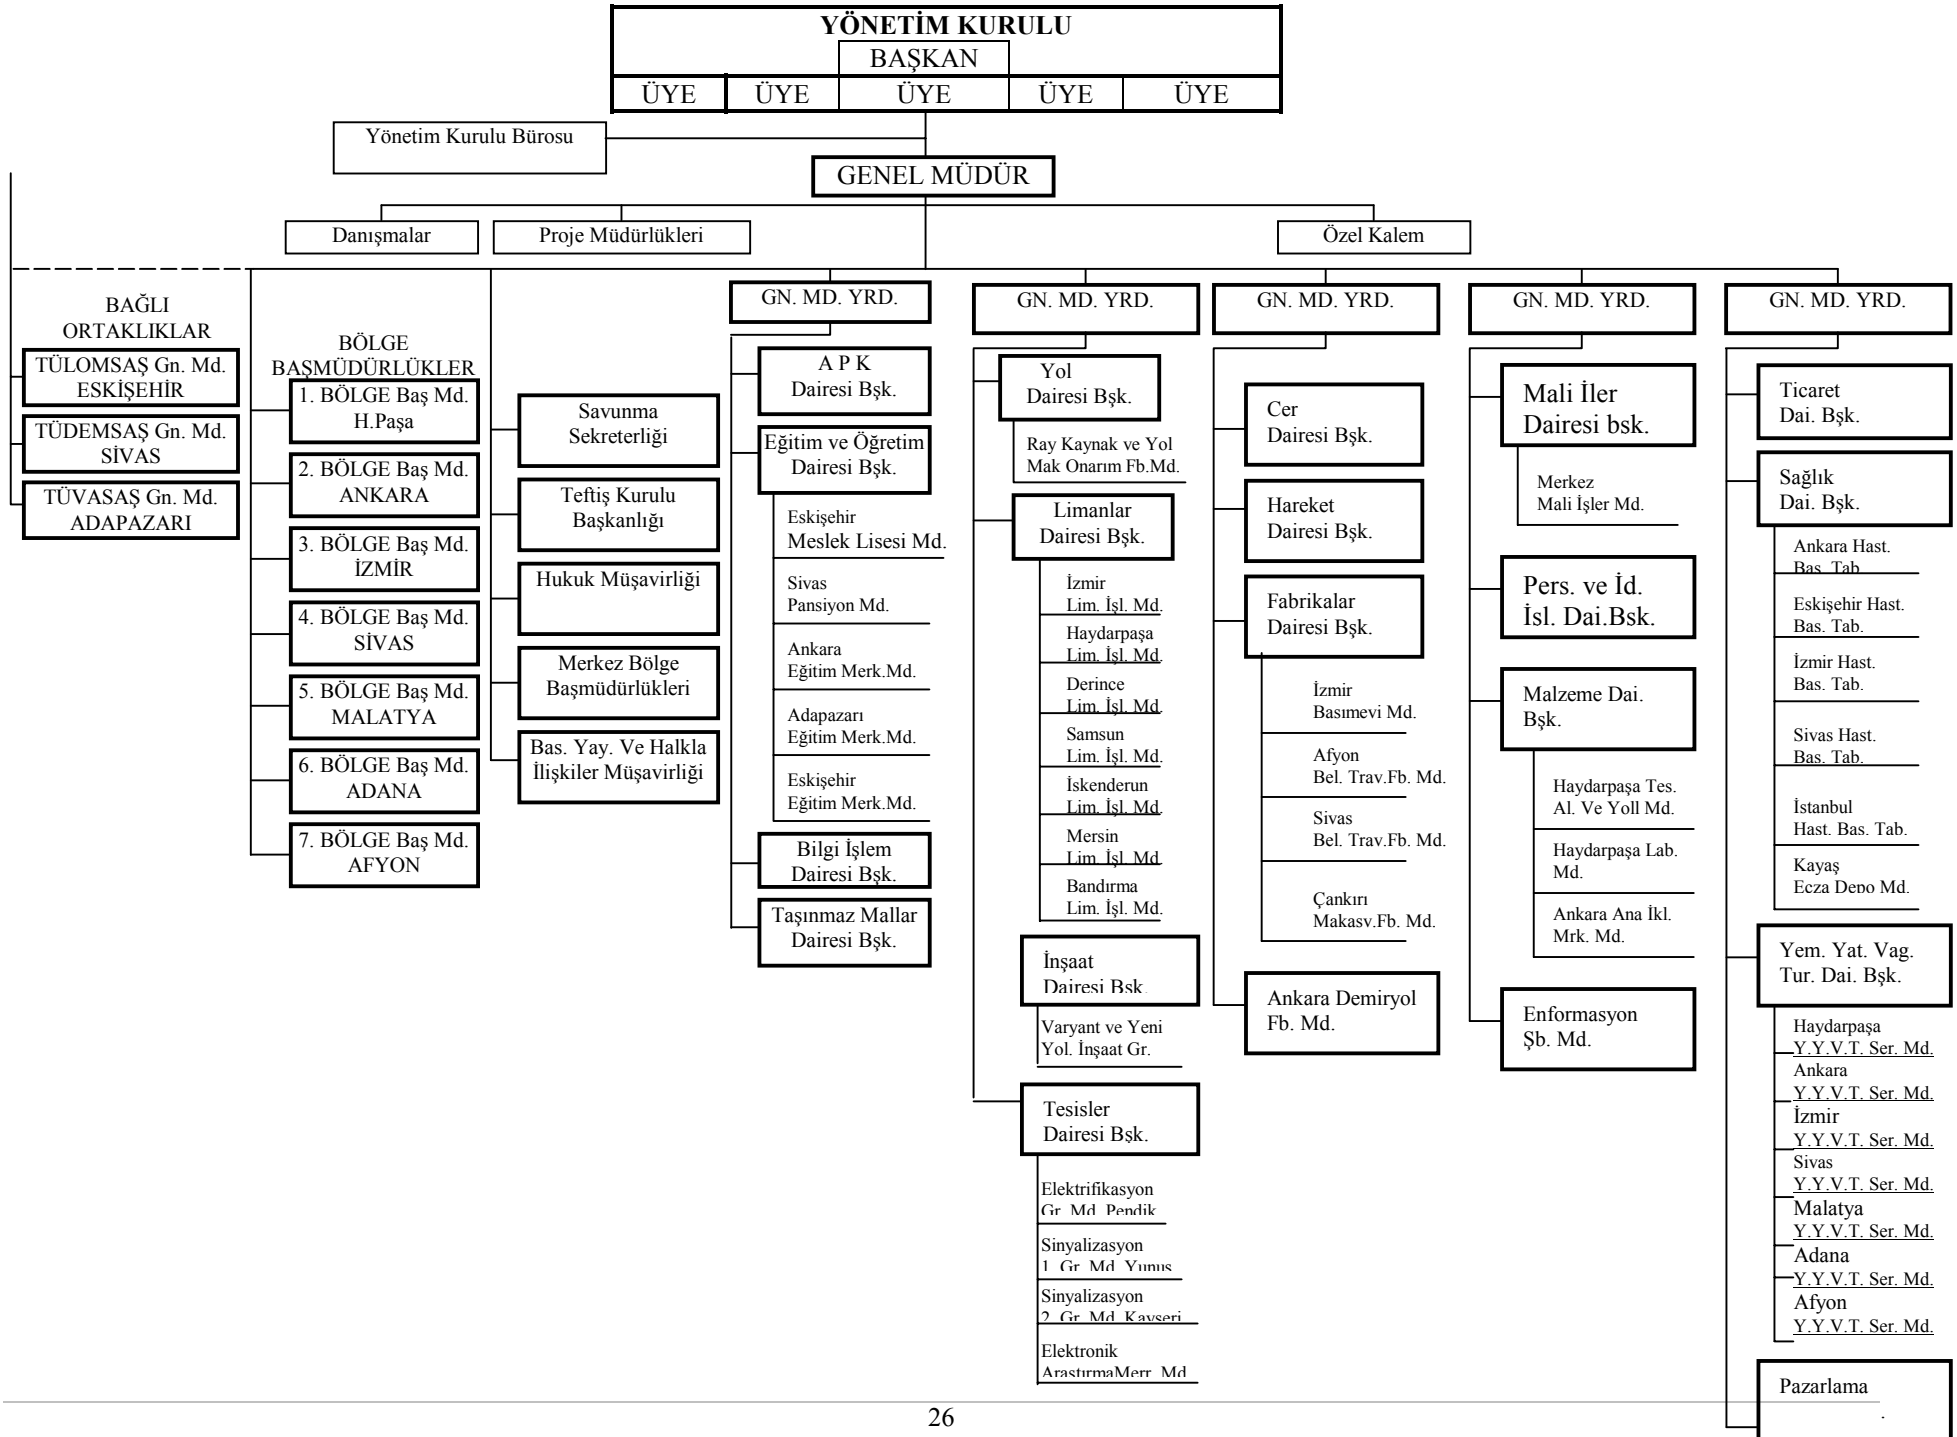 YÖNETİM KURULU
BAŞKAN
ÜYE ÜYE ÜYE ÜYE ÜYE
Yönetim Kurulu Bürosu
GENEL MÜDÜR
Danışmalar
Proje Müdürlükleri
Özel Kalem
BAĞLI
ORTAKLIKLAR
TÜLOMSAŞ Gn. Md.
ESKİŞEHİR
TÜDEMSAŞ Gn. Md.
SİVAS
TÜVASAŞ Gn. Md.
ADAPAZARI
BÖLGE
BAŞMÜDÜRLÜKLER
1. BÖLGE Baş Md.
H.Paşa
2. BÖLGE Baş Md.
ANKARA
3. BÖLGE Baş Md.
İZMİR
4. BÖLGE Baş Md.
SİVAS
5. BÖLGE Baş Md.
MALATYA
6. BÖLGE Baş Md.
ADANA
7. BÖLGE Baş Md.
AFYON
Savunma
Sekreterliği
Teftiş Kurulu
Başkanlığı
Hukuk Müşavirliği
Merkez Bölge
Başmüdürlükleri
Bas. Yay. Ve Halkla
İlişkiler Müşavirliği
GN. MD. YRD.
A P K
Dairesi Bşk.
Eğitim ve Öğretim
Dairesi Bşk.
Eskişehir
Meslek Lisesi Md.
Sivas
Pansiyon Md.
Ankara
Eğitim Merk.Md.
Adapazarı
Eğitim Merk.Md.
Eskişehir
Eğitim Merk.Md.
Bilgi İşlem
Dairesi Bşk.
Taşınmaz Mallar
Dairesi Bşk.
GN. MD. YRD.
Yol
Dairesi Bşk.
Ray Kaynak ve Yol
Mak Onarım Fb.Md.
Limanlar
Dairesi Bşk.
İzmir
Lim. İşl. Md.
Haydarpaşa
Lim. İşl. Md.
Derince
Lim. İşl. Md.
Samsun
Lim. İşl. Md.
İskenderun
Lim. İşl. Md.
Mersin
Lim. İşl. Md.
Bandırma
Lim. İşl. Md.
İnşaat
Dairesi Bsk.
Varyant ve Yeni
Yol. İnşaat Gr.
Tesisler
Dairesi Bşk.
Elektrifikasyon
Gr. Md. Pendik
Sinyalizasyon
1. Gr. Md. Yunus
Sinyalizasyon
2. Gr. Md. Kayseri
Elektronik
ArastırmaMerr. Md.
GN. MD. YRD.
Cer
Dairesi Bşk.
Hareket
Dairesi Bşk.
Fabrikalar
Dairesi Bşk.
İzmir
Basımevi Md.
Afyon
Bel. Trav.Fb. Md.
Sivas
Bel. Trav.Fb. Md.
Çankırı
Makasv.Fb. Md.
Ankara Demiryol
Fb. Md.
GN. MD. YRD.
Mali İler
Dairesi bsk.
Merkez
Mali İşler Md.
Pers. ve İd.
İsl. Dai.Bsk.
Malzeme Dai.
Bşk.
Haydarpaşa Tes.
Al. Ve Yoll Md.
Haydarpaşa Lab.
Md.
Ankara Ana İkl.
Mrk. Md.
Enformasyon
Şb. Md.
GN. MD. YRD.
Ticaret
Dai. Bşk.
Sağlık
Dai. Bşk.
Ankara Hast.
Bas. Tab.
Eskişehir Hast.
Bas. Tab.
İzmir Hast.
Bas. Tab.
Sivas Hast.
Bas. Tab.
İstanbul
Hast. Bas. Tab.
Kayaş
Ecza Depo Md.
Yem. Yat. Vag.
Tur. Dai. Bşk.
Haydarpaşa
Y.Y.V.T. Ser. Md.
Ankara
Y.Y.V.T. Ser. Md.
İzmir
Y.Y.V.T. Ser. Md.
Sivas
Y.Y.V.T. Ser. Md.
Malatya
Y.Y.V.T. Ser. Md.
Adana
Y.Y.V.T. Ser. Md.
Afyon
Y.Y.V.T. Ser. Md.
Pazarlama
26